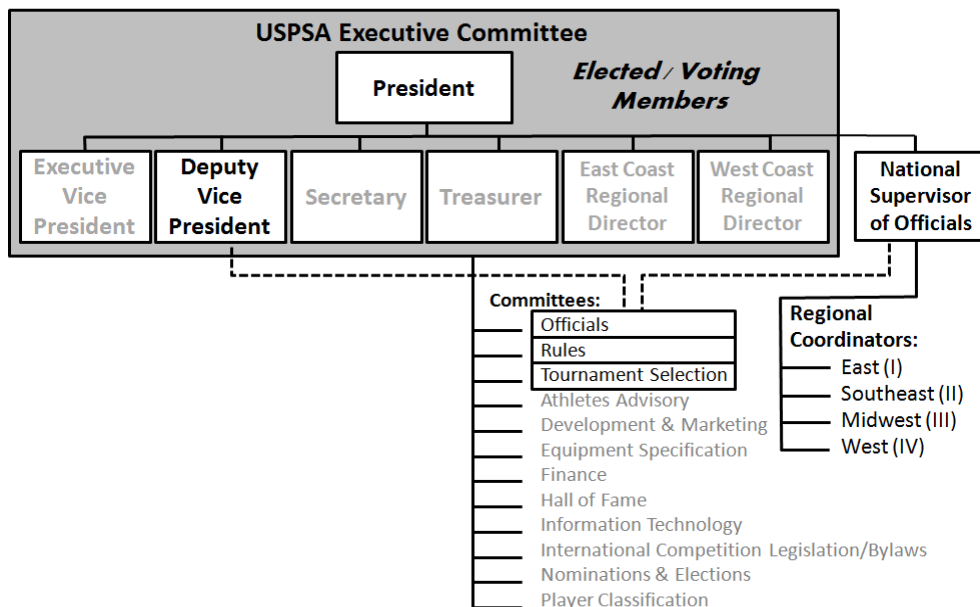 USPSA Executive Committee
President
Elected / Voting
Members
Executive
Vice
President
Deputy
Vice
President
Secretary
Treasurer
East Coast
Regional
Director
West Coast
Regional
Director
National
Supervisor
of Officials
Committees:
Officials
Rules
Tournament Selection
Athletes Advisory
Development & Marketing
Equipment Specification
Finance
Hall of Fame
Information Technology
International Competition Legislation/Bylaws
Nominations & Elections
Player Classification
Regional
Coordinators:
East (I)
Southeast (II)
Midwest (III)
West (IV)